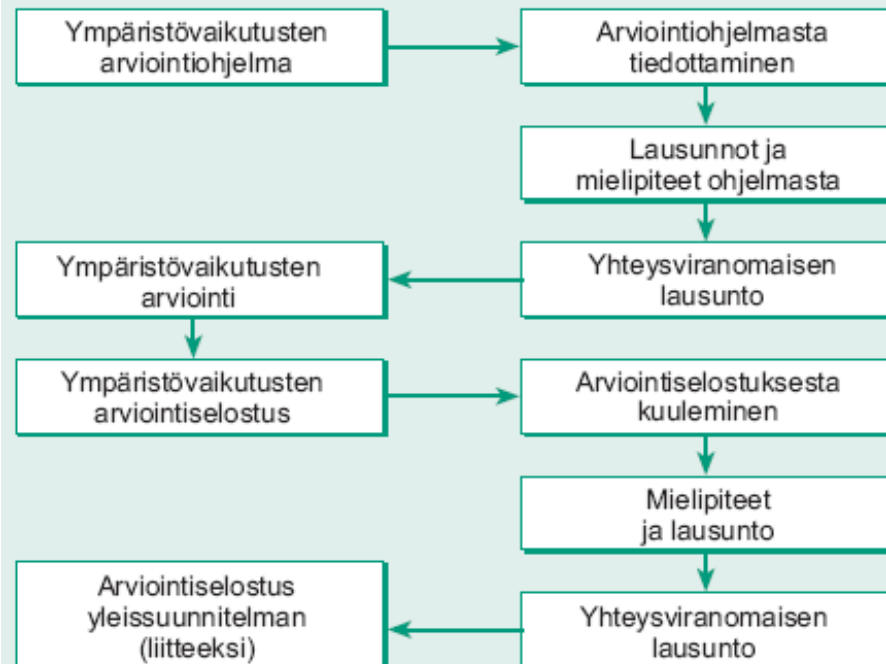 Ympäristövaikutusten
arviointiohjelma
Arviointiohjelmasta
tiedottaminen
Lausunnot ja
mielipiteet ohjelmasta
Yhteysviranomaisen
lausunto
Ympäristövaikutusten
arviointi
Ympäristövaikutusten
arviointiselostus
Arviointiselostuksesta
kuuleminen
Mielipiteet
ja lausunto
Yhteysviranomaisen
lausunto
Arviointiselostus
yleissuunnitelman
(liitteeksi)